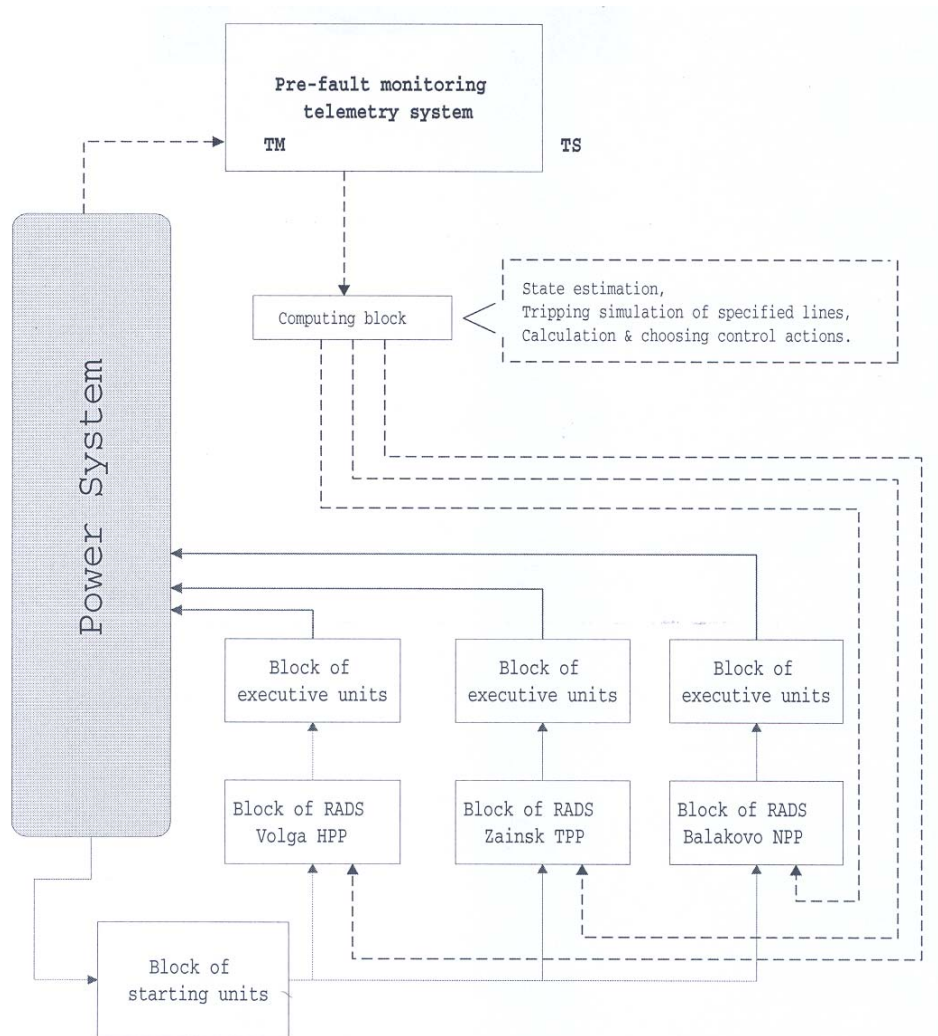 Pre-fault monitoring
telemetry system
TM
TS
State estimation,
Tripping simulation of specified lines,
Calculation & choosing control actions.
Computing block
Power System
Block of
executive units
Block of
executive units
Block of
executive units
Block of RADS
Volga HPP
Block of RADS
Zainsk TPP
Block of RADS
Balakovo NPP
Block of
starting units